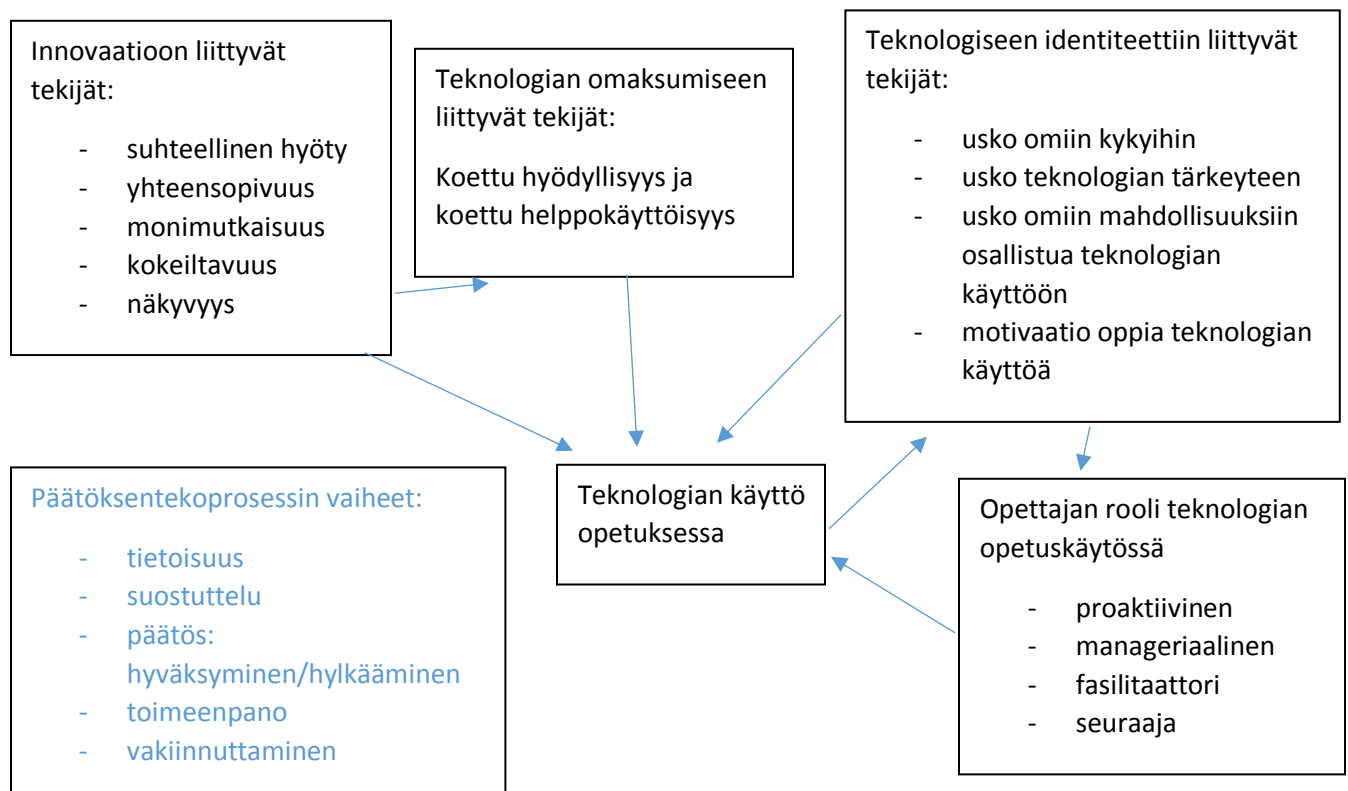 Innovaatioon liittyvät
tekijät:
- suhteellinen hyöty
- yhteensopivuus
- monimutkaisuus
- kokeiltavuus
- näkyvyys
Teknologian omaksumiseen
liittyvät tekijät:
Koettu hyödyllisyys ja
koettu helppokäyttöisyys
Teknologiseen identiteettiin liittyvät
tekijät:
- usko omiin kykyihin
- usko teknologian tärkeyteen
- usko omiin mahdollisuuksiin
osallistua teknologian
käyttöön
- motivaatio oppia teknologian
käyttöä
Päätöksentekoprosessin vaiheet:
- tietoisuus
- suostuttelu
- päätös:
hyväksyminen/hylkääminen
- toimeenpano
- vakiinnuttaminen
Teknologian käyttö
opetuksessa
Opettajan rooli teknologian
opetuskäytössä
- proaktiivinen
- manageriaalinen
- fasilitaattori
- seuraaja